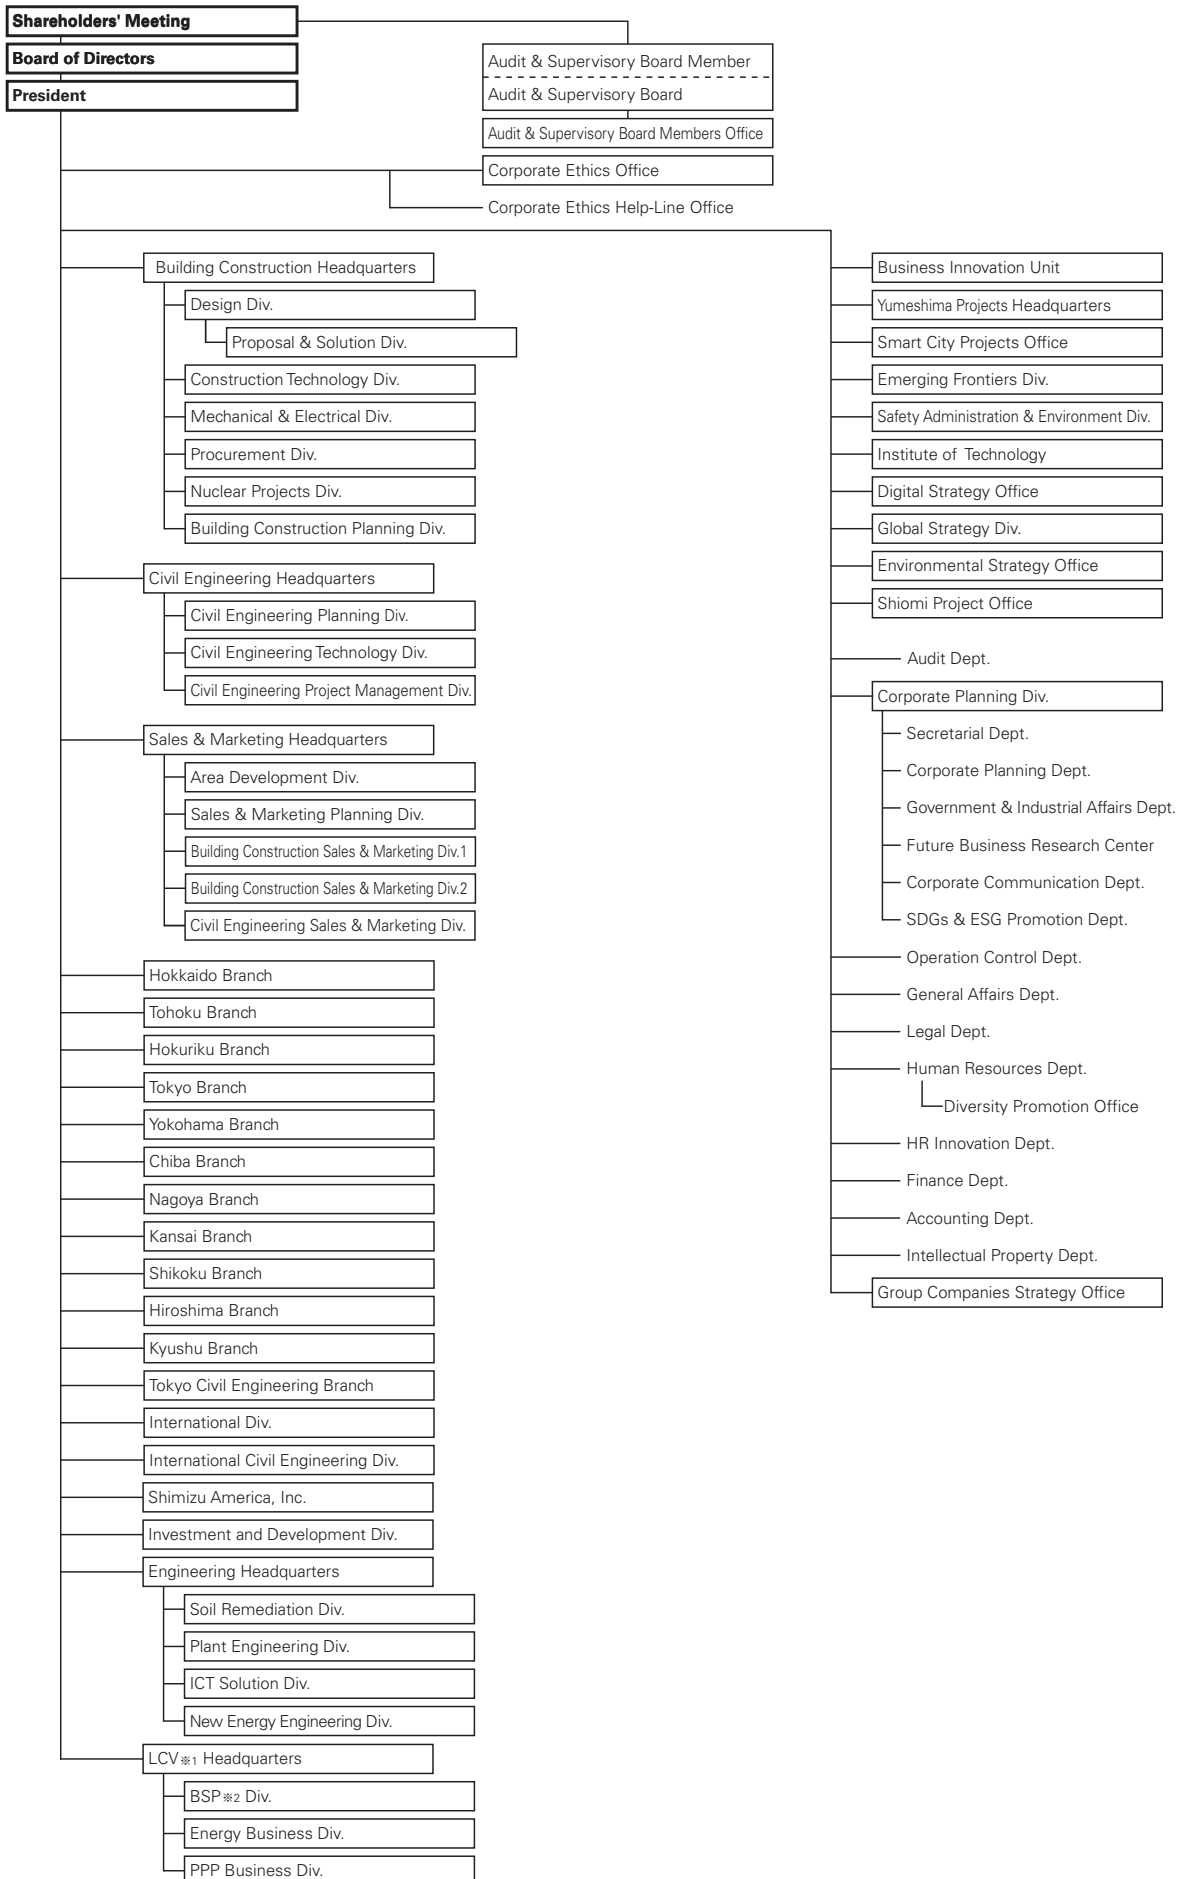 Shareholders' Meeting
Board of Directors
President
Audit & Supervisory Board Member
Audit & Supervisory Board
Audit & Supervisory Board Members Office
Corporate Ethics Office
Corporate Ethics Help-Line Office
Building Construction Headquarters
Design Div.
Proposal & Solution Div.
Construction Technology Div.
Mechanical & Electrical Div.
Procurement Div.
Nuclear Projects Div.
Building Construction Planning Div.
Civil Engineering Headquarters
Civil Engineering Planning Div.
Civil Engineering Technology Div.
Civil Engineering Project Management Div.
Sales & Marketing Headquarters
Area Development Div.
Sales & Marketing Planning Div.
Building Construction Sales & Marketing Div.1
Building Construction Sales & Marketing Div.2
Civil Engineering Sales & Marketing Div.
Hokkaido Branch
Tohoku Branch
Hokuriku Branch
Tokyo Branch
Yokohama Branch
Chiba Branch
Nagoya Branch
Kansai Branch
Shikoku Branch
Hiroshima Branch
Kyushu Branch
Tokyo Civil Engineering Branch
International Div.
International Civil Engineering Div.
Shimizu America, Inc.
Investment and Development Div.
Engineering Headquarters
Soil Remediation Div.
Plant Engineering Div.
ICT Solution Div.
New Energy Engineering Div.
LCV※1 Headquarters
BSP※2 Div.
Energy Business Div.
PPP Business Div.
Business Innovation Unit
Yumeshima Projects Headquarters
Smart City Projects Office
Emerging Frontiers Div.
Safety Administration & Environment Div.
Institute of Technology
Digital Strategy Office
Global Strategy Div.
Environmental Strategy Office
Shiomi Project Office
Audit Dept.
Corporate Planning Div.
Secretarial Dept.
Corporate Planning Dept.
Government & Industrial Affairs Dept.
Future Business Research Center
Corporate Communication Dept.
SDGs & ESG Promotion Dept.
Operation Control Dept.
General Affairs Dept.
Legal Dept.
Human Resources Dept.
Diversity Promotion Office
HR Innovation Dept.
Finance Dept.
Accounting Dept.
Intellectual Property Dept.
Group Companies Strategy Office